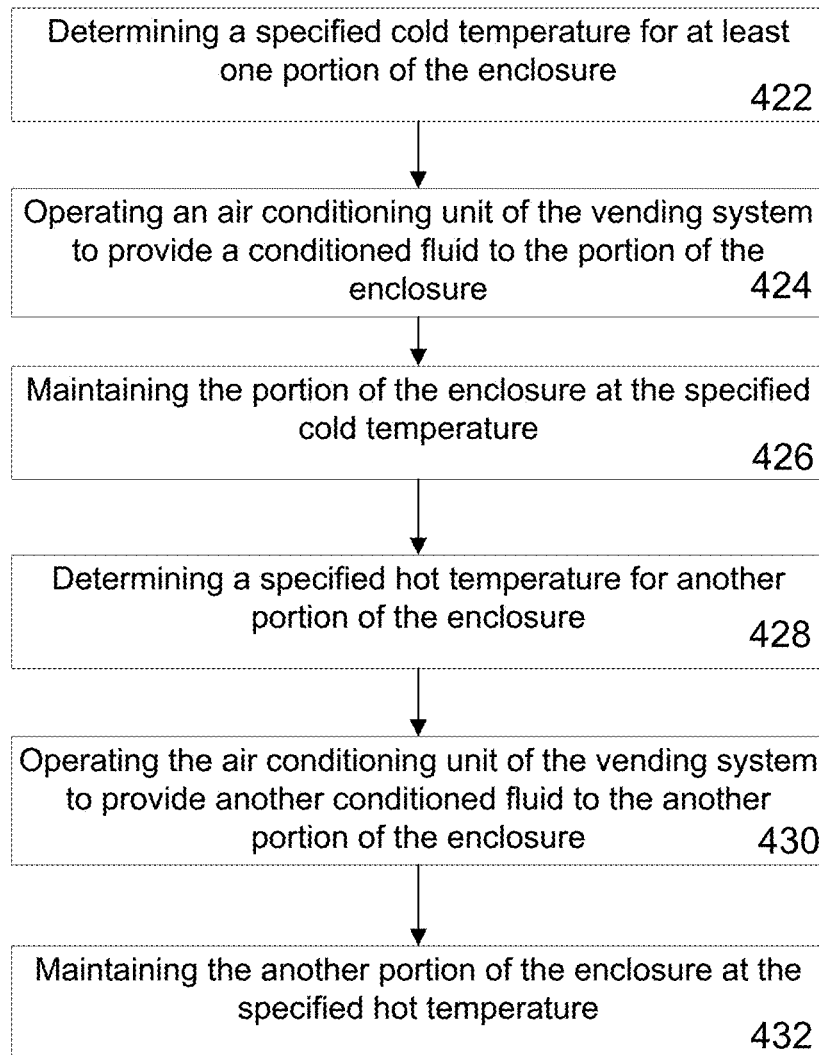 Determining a specified cold temperature for at least
one portion of the enclosure
422
Operating an air conditioning unit of the vending system
to provide a conditioned fluid to the portion of the
enclosure
424
Maintaining the portion of the enclosure at the specified
cold temperature
426
Determining a specified hot temperature for another
portion of the enclosure
428
Operating the air conditioning unit of the vending system
to provide another conditioned fluid to the another
portion of the enclosure
430
Maintaining the another portion of the enclosure at the
specified hot temperature
432